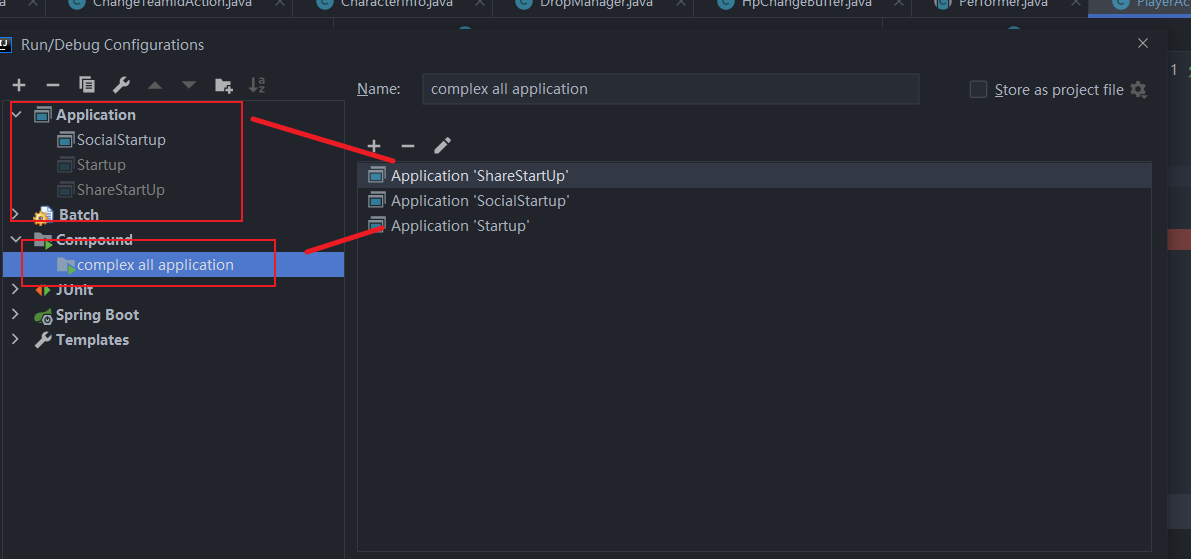 ChangeTeamIdAction.java
CharacterInfo.java
DropManager.java
HpChangeBuffer.java
Performer.java
PlayerAc
Run/Debug Configurations
Name:
complex all application
Store as project file
1
Application
SocialStartup
Startup
ShareStartUp
Batch
Compound
complex all application
JUnit
Spring Boot
Templates
Application 'ShareStartUp'
Application 'SocialStartup'
Application 'Startup'